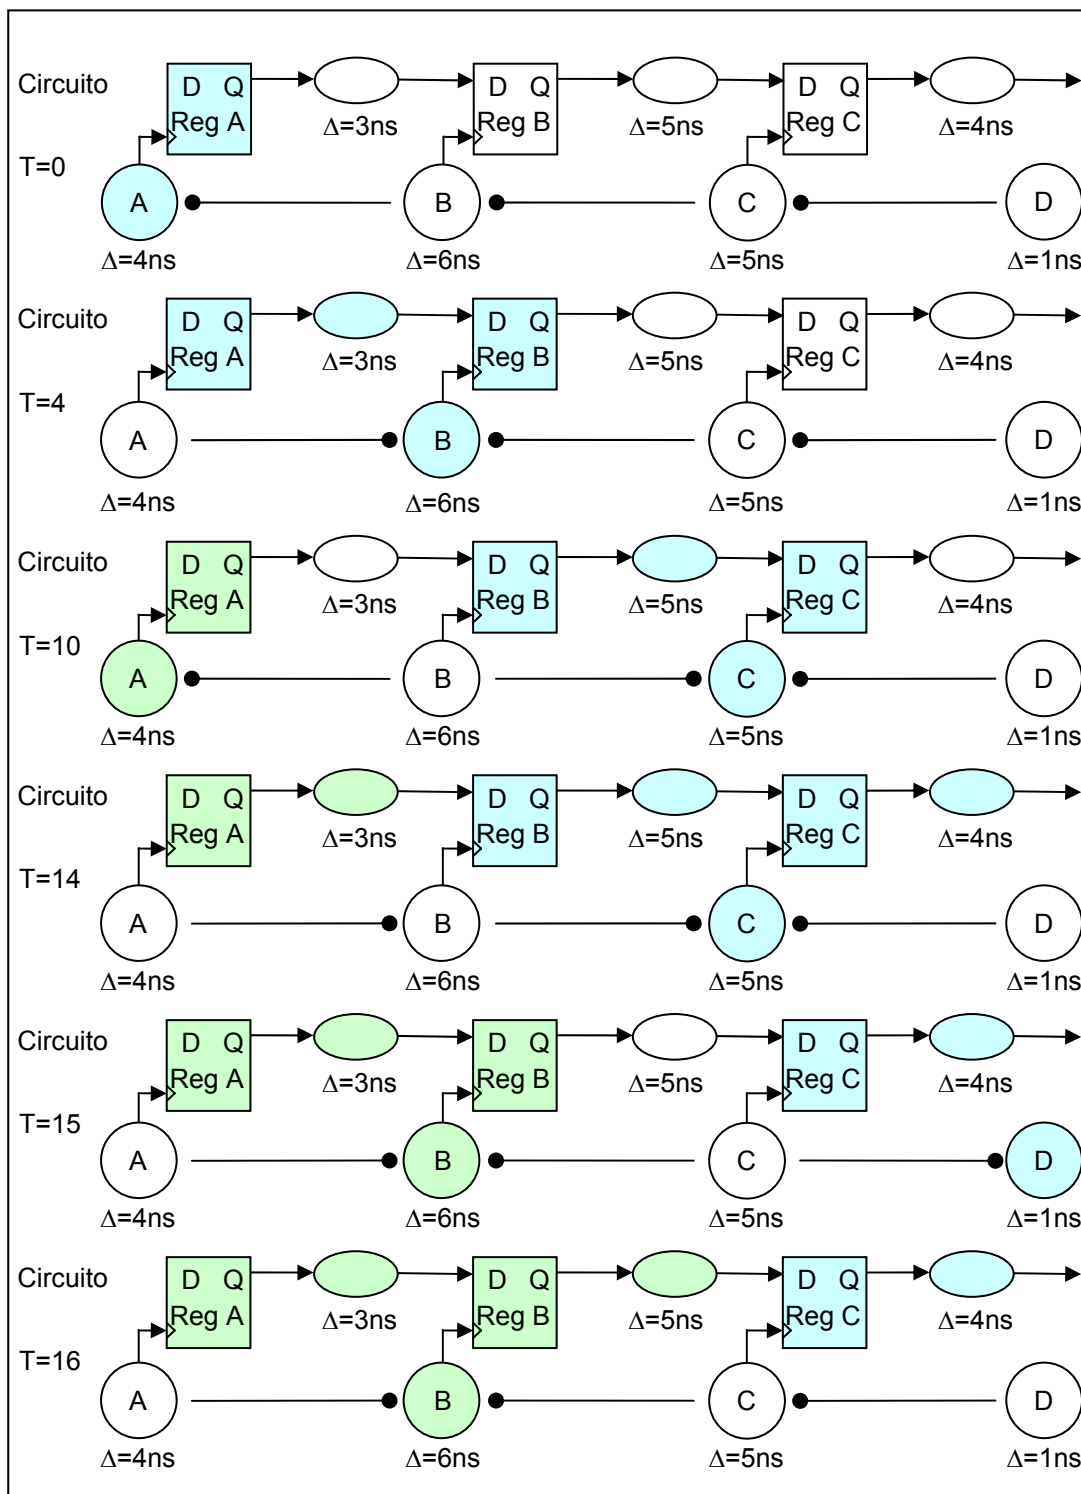 Circuito
D Q D Q D Q
Reg A Reg B Reg C
Δ=3ns Δ=5ns Δ=4ns
T=0
A B C D
Δ=4ns Δ=6ns Δ=5ns Δ=1ns
Circuito
D Q D Q D Q
Reg A Reg B Reg C
Δ=3ns Δ=5ns Δ=4ns
T=4
A B C D
Δ=4ns Δ=6ns Δ=5ns Δ=1ns
Circuito
D Q D Q D Q
Reg A Reg B Reg C
Δ=3ns Δ=5ns Δ=4ns
T=10
A B C D
Δ=4ns Δ=6ns Δ=5ns Δ=1ns
Circuito
D Q D Q D Q
Reg A Reg B Reg C
Δ=3ns Δ=5ns Δ=4ns
T=14
A B C D
Δ=4ns Δ=6ns Δ=5ns Δ=1ns
Circuito
D Q D Q D Q
Reg A Reg B Reg C
Δ=3ns Δ=5ns Δ=4ns
T=15
A B C D
Δ=4ns Δ=6ns Δ=5ns Δ=1ns
Circuito
D Q D Q D Q
Reg A Reg B Reg C
Δ=3ns Δ=5ns Δ=4ns
T=16
A B C D
Δ=4ns Δ=6ns Δ=5ns Δ=1ns